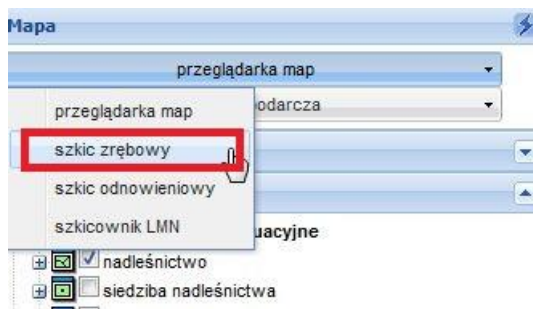 Mapa
przeglądarka map
przeglądarka map
odarcza
szkic zrębowy
szkic odnowieniowy
szkicownik LMN
uacyjne
nadleśnictwo
siedziba nadleśnictwa